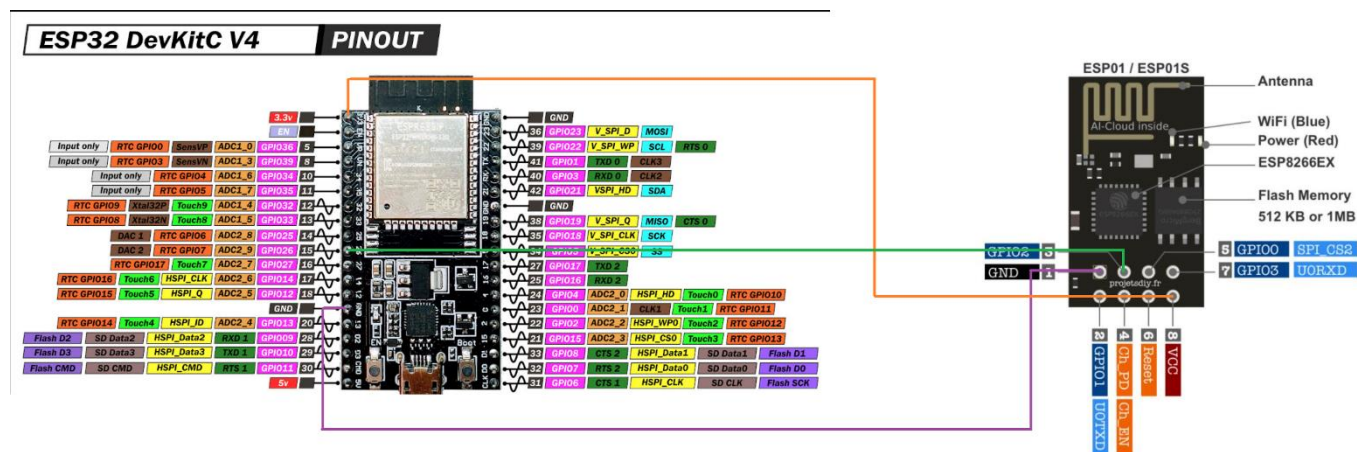 ESP32 DevKitC V4 PINOUT
3.3v
EN
Input only RTC GPIO0 SensVP ADC1_0 GPIO36 5
Input only RTC GPIO3 SensVN ADC1_3 GPIO39 8
Input only RTC GPIO4 ADC1_6 GPIO34 10
Input only RTC GPIO5 ADC1_7 GPIO35 11
RTC GPIO9 Xtal32P Touch9 ADC1_4 GPIO32 12
RTC GPIO8 Xtal32N Touch8 ADC1_5 GPIO33 13
DAC 1 RTC GPIO6 ADC2_8 GPIO25 14
DAC 2 RTC GPIO7 ADC2_9 GPIO26 15
RTC GPIO17 Touch7 ADC2_7 GPIO27 16
RTC GPIO16 Touch6 HSPI_CLK ADC2_6 GPIO14 17
RTC GPIO15 Touch5 HSPI_Q ADC2_5 GPIO12 18
GND
RTC GPIO14 Touch4 HSPI_ID ADC2_4 GPIO13 20
Flash D2 SD Data2 HSPI_Data2 RXD 1 GPIO09 28
Flash D3 SD Data3 HSPI_Data3 TXD 1 GPIO10 29
Flash CMD SD CMD HSPI_CMD RTS 1 GPIO11 30
5v
EN
Boot
GND
36 GPIO23 V_SPI_D MOSI
39 GPIO22 V_SPI_WP SCL RTS 0
41 GPIO1 TXD 0 CLK3
40 GPIO3 RXD 0 CLK2
42 GPIO21 VSPI_HD SDA
GND
38 GPIO19 V_SPI_Q MISO CTS 0
35 GPIO18 V_SPI_CLK SCK
34 GPIO5 V_SPI_CS0 SS
27 GPIO17 TXD 2
25 GPIO16 RXD 2
24 GPIO4 ADC2_0 HSPI_HD Touch0 RTC GPIO10
23 GPIO0 ADC2_1 CLK1 Touch1 RTC GPIO11
22 GPIO2 ADC2_2 HSPI_WP0 Touch2 RTC GPIO12
21 GPIO15 ADC2_3 HSPI_CS0 Touch3 RTC GPIO13
33 GPIO8 CTS 2 HSPI_Data1 SD Data1 Flash D1
32 GPIO7 RTS 2 HSPI_Data0 SD Data0 Flash D0
31 GPIO6 CTS 1 HSPI_CLK SD CLK Flash SCK
ESP01 / ESP01S
Antenna
AI-Cloud inside
WiFi (Blue)
Power (Red)
ESP8266EX
Flash Memory
512 KB or 1MB
GPIO2 3
GND 1
5 GPIO0 SPI_CS2
7 GPIO3 U0RXD
projetsdiy.fr
2 GPIO1 U0TXD
4 Ch_PD Ch_EN
6 Reset
8 VCC